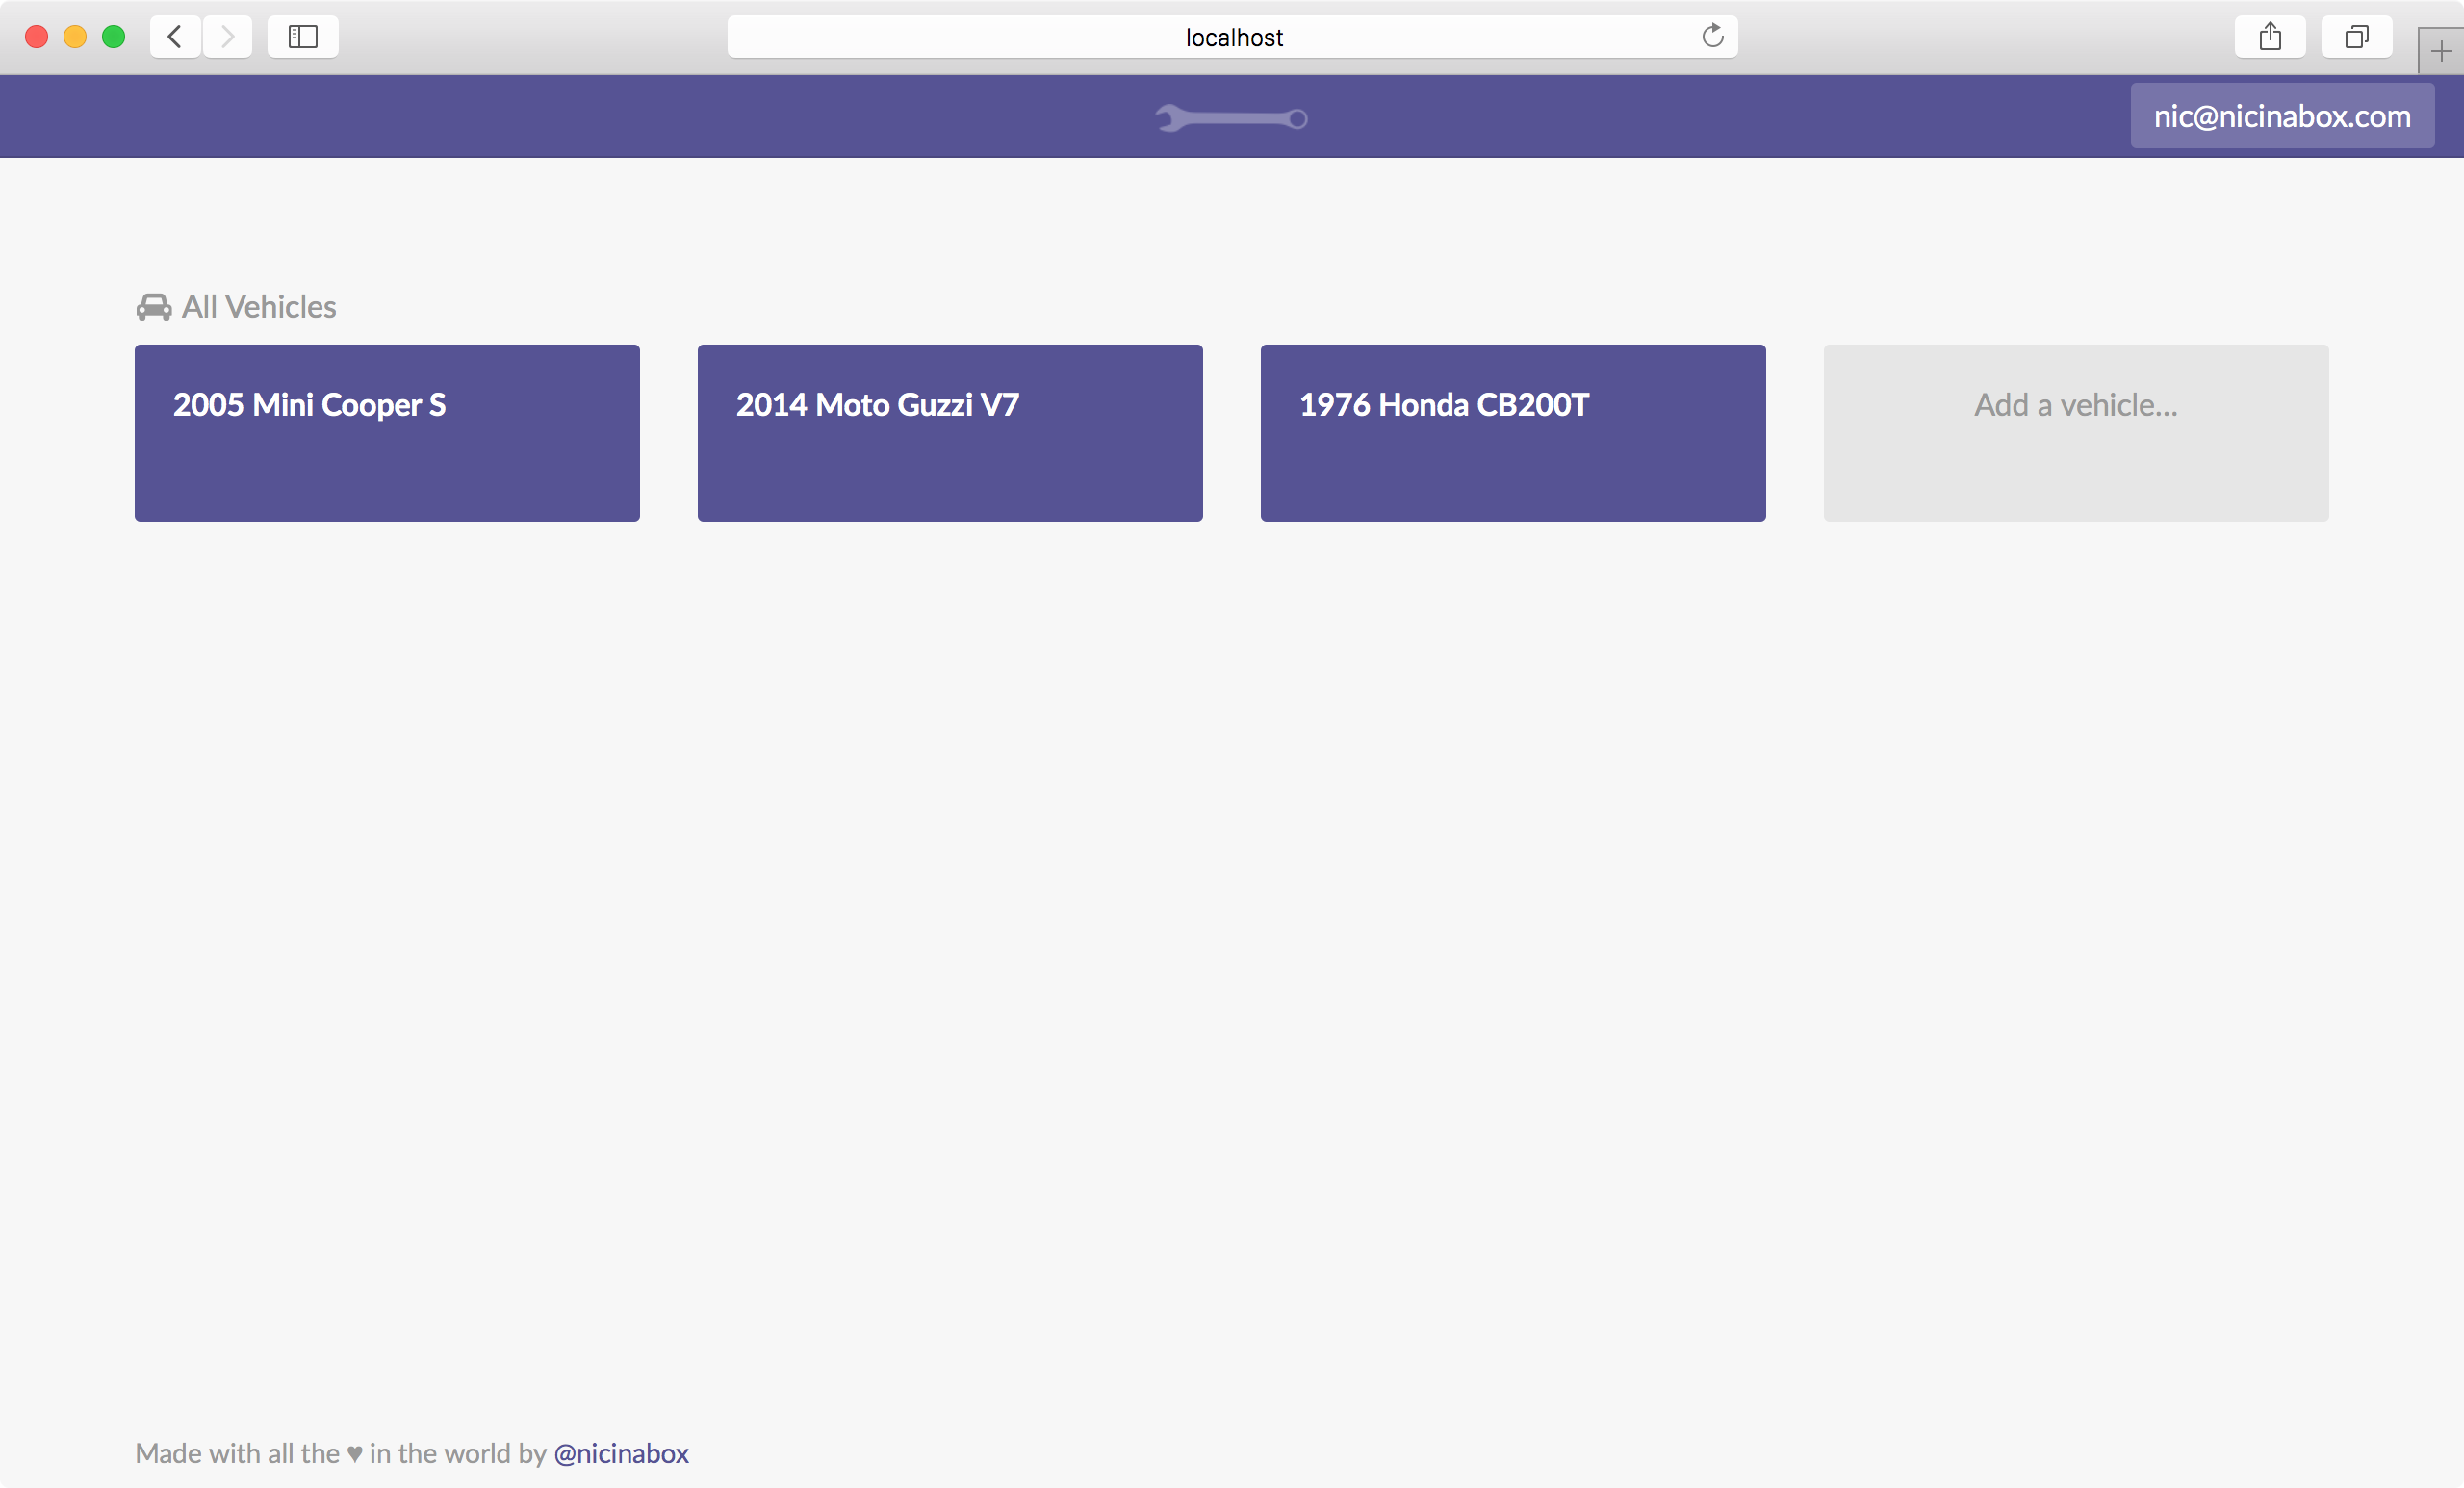 localhost
nic@nicinabox.com
All Vehicles
2005 Mini Cooper S
2014 Moto Guzzi V7
1976 Honda CB200T
Add a vehicle...
Made with all the ♥ in the world by @nicinabox